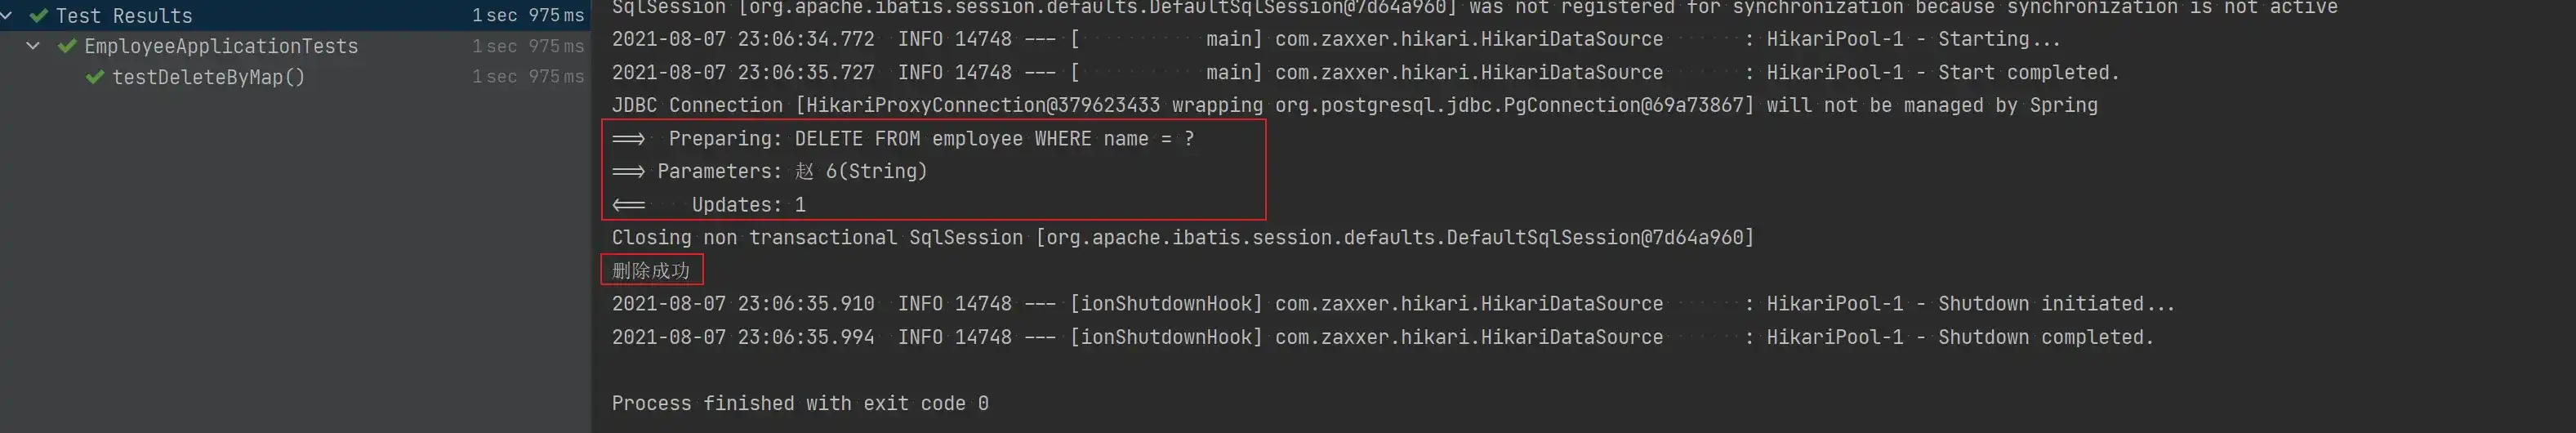 Test Results 1 sec 975 ms
EmployeeApplicationTests 1 sec 975 ms
testDeleteByMap() 1 sec 975 ms
SqlSession [org.apache.ibatis.session.defaults.DefaultSqlSession@7d64a960] was not registered for synchronization because synchronization is not active
2021-08-07 23:06:34.772  INFO 14748 --- [           main] com.zaxxer.hikari.HikariDataSource       : HikariPool-1 - Starting...
2021-08-07 23:06:35.727  INFO 14748 --- [           main] com.zaxxer.hikari.HikariDataSource       : HikariPool-1 - Start completed.
JDBC Connection [HikariProxyConnection@379623433 wrapping org.postgresql.jdbc.PgConnection@69a73867] will not be managed by Spring
==>  Preparing: DELETE FROM employee WHERE name = ?
==> Parameters: 赵 6(String)
<==    Updates: 1
Closing non transactional SqlSession [org.apache.ibatis.session.defaults.DefaultSqlSession@7d64a960]
删除成功
2021-08-07 23:06:35.910  INFO 14748 --- [ionShutdownHook] com.zaxxer.hikari.HikariDataSource       : HikariPool-1 - Shutdown initiated...
2021-08-07 23:06:35.994  INFO 14748 --- [ionShutdownHook] com.zaxxer.hikari.HikariDataSource       : HikariPool-1 - Shutdown completed.
Process finished with exit code 0